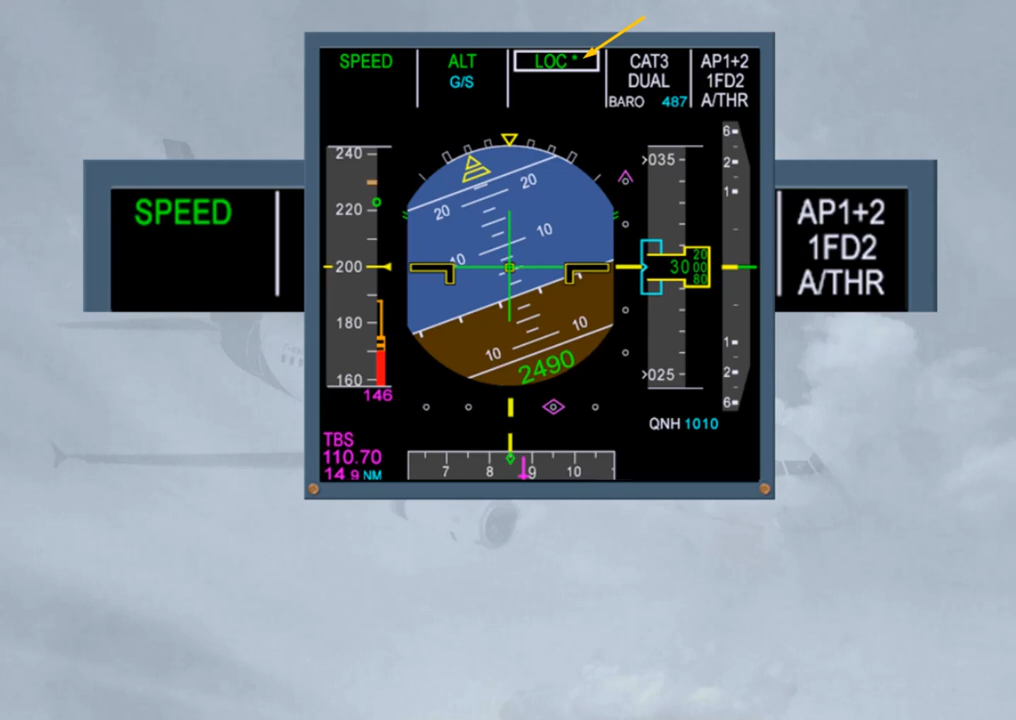 SPEED
ALT
LOC *
CAT3
AP1+2
G/S
DUAL
1FD2
BARO 487
A/THR
6
240
>035
2
20
20
1
220
SPEED
AP1+2
10
1FD2
10
20
200
30 00
80
A/THR
180
10
10
1
160
>025
2
2490
146
6
QNH 1010
TBS
110.70
14.9 NM
7 8 9 10